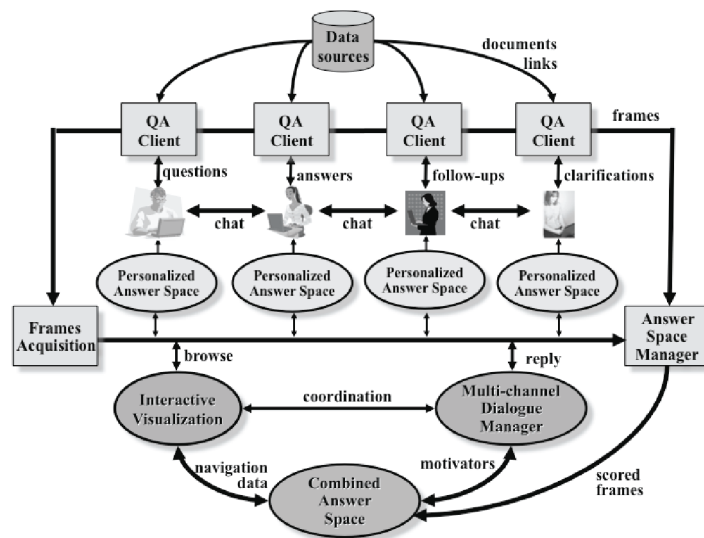 Data
sources
documents
links
QA
Client
QA
Client
QA
Client
QA
Client
frames
questions
answers
follow-ups
clarifications
chat
chat
chat
Personalized
Answer Space
Personalized
Answer Space
Personalized
Answer Space
Personalized
Answer Space
Frames
Acquisition
Answer
Space
Manager
browse
reply
Interactive
Visualization
coordination
Multi-channel
Dialogue
Manager
navigation
data
motivators
scored
frames
Combined
Answer
Space